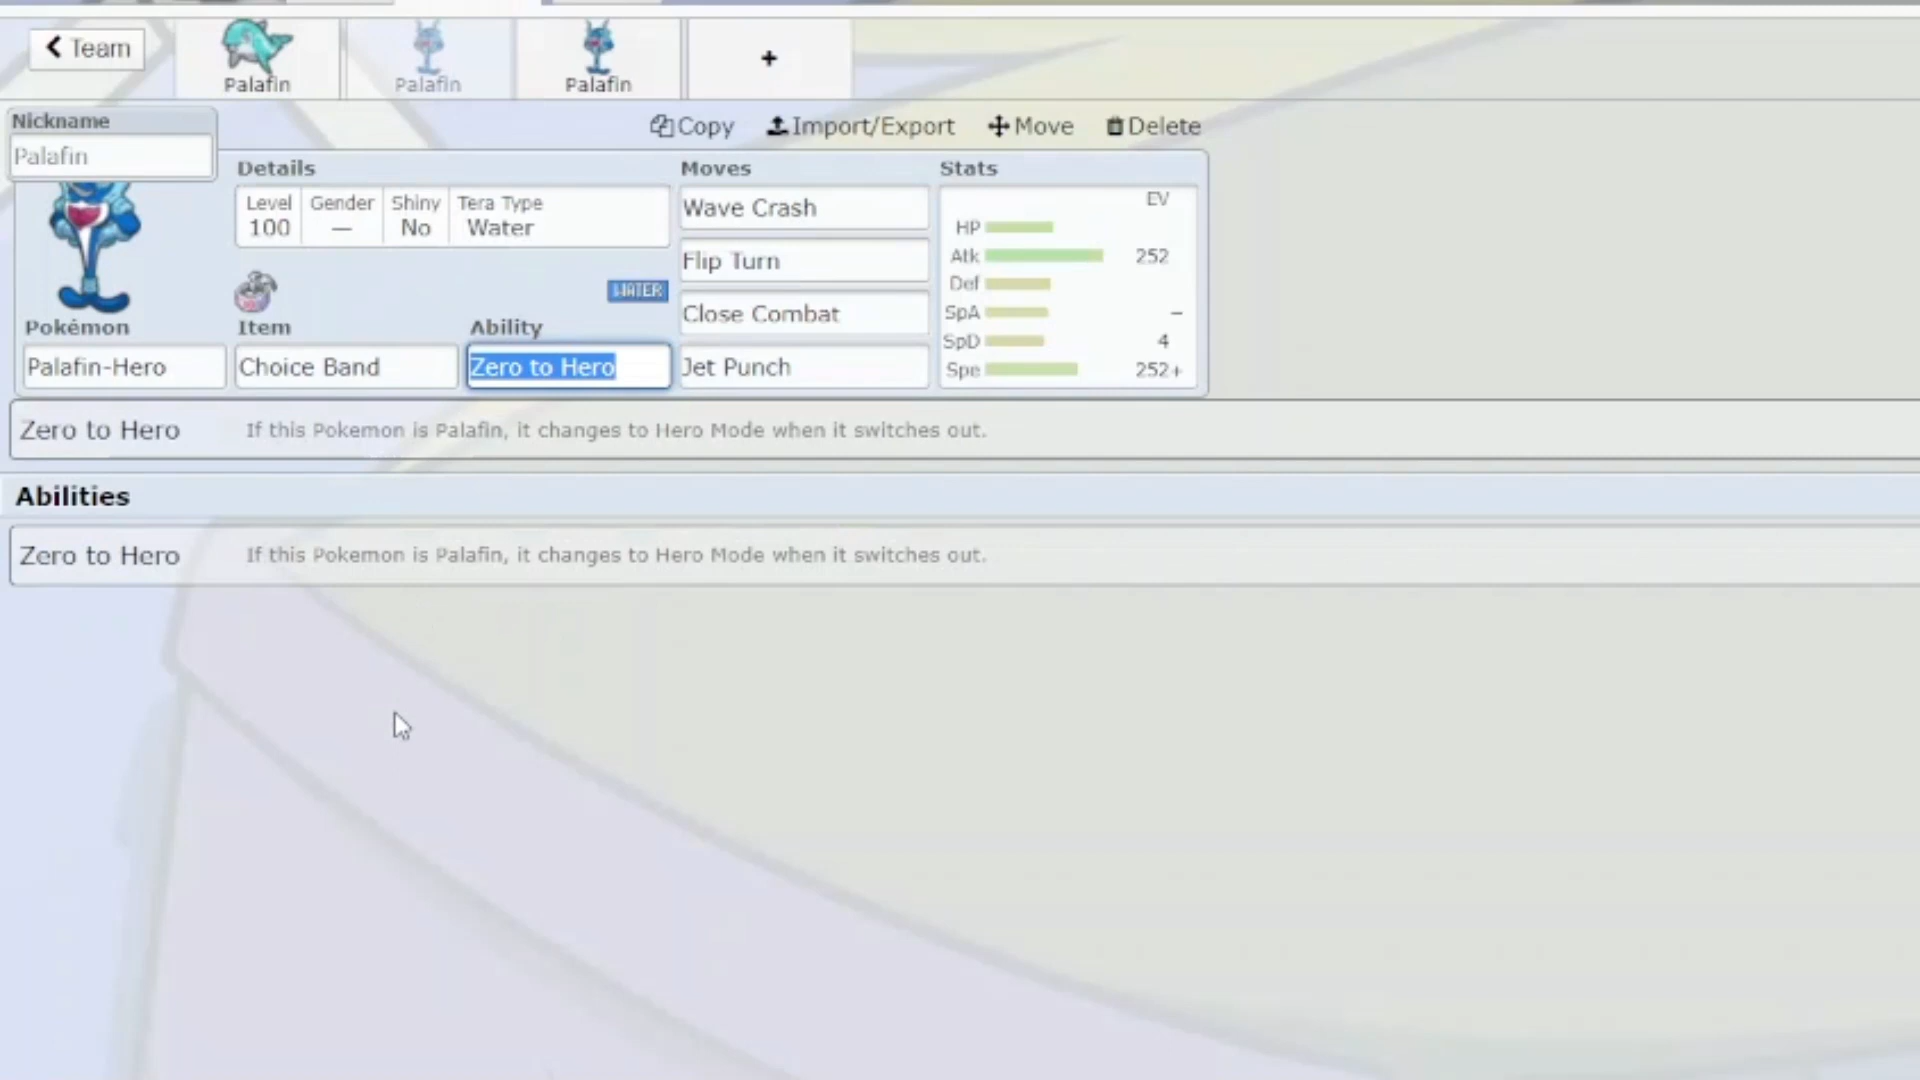 Team
Palafin
Palafin
Palafin
+
Nickname
Palafin
Copy
Import/Export
Move
Delete
Details
Level
100
Gender
—
Shiny
No
Tera Type
Water
WATER
Pokémon
Palafin-Hero
Item
Choice Band
Ability
Zero to Hero
Moves
Wave Crash
Flip Turn
Close Combat
Jet Punch
Stats
EV
HP
Atk 252
Def
SpA –
SpD 4
Spe 252+
Zero to Hero If this Pokemon is Palafin, it changes to Hero Mode when it switches out.
Abilities
Zero to Hero If this Pokemon is Palafin, it changes to Hero Mode when it switches out.